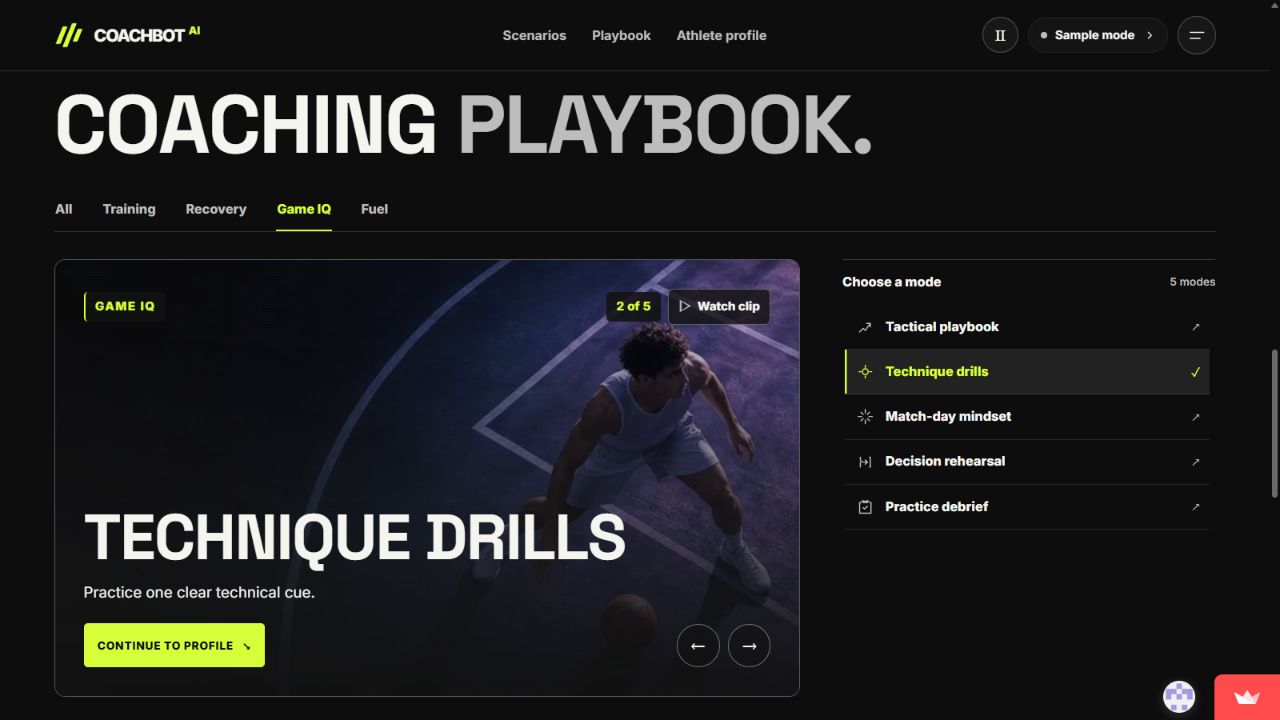 COACHBOT AI
Scenarios
Playbook
Athlete profile
Sample mode
COACHING PLAYBOOK.
All
Training
Recovery
Game IQ
Fuel
GAME IQ
2 of 5
Watch clip
TECHNIQUE DRILLS
Practice one clear technical cue.
CONTINUE TO PROFILE
Choose a mode
5 modes
Tactical playbook
Technique drills
Match-day mindset
Decision rehearsal
Practice debrief